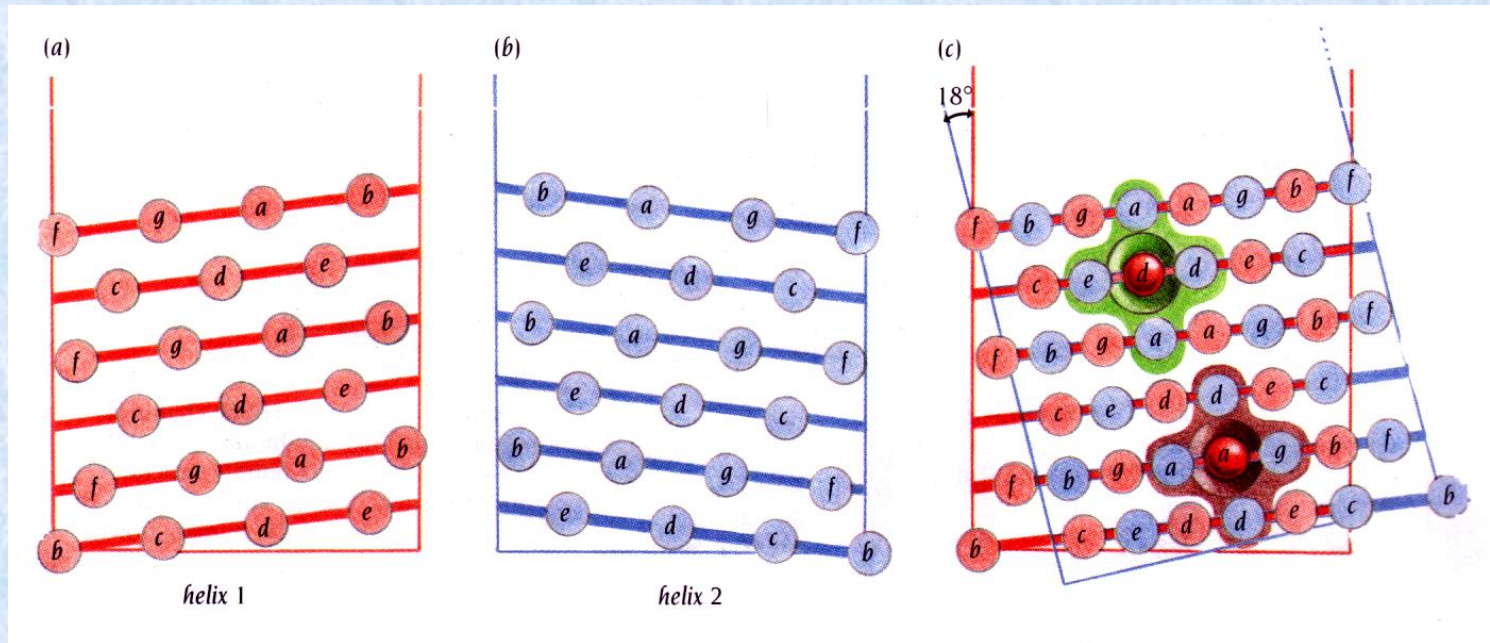 (a)
f g a b
c d e
f g a b
c d e
f g a b
b c d e
helix 1
(b)
b a g f
e d c
b a g f
e d c
b a g f
e d c b
helix 2
(c)
18°
f b g a a g b f
c e d d e c
f b g a a g b f
c e d d e c
f b g a a g b f
b c e d d e c b